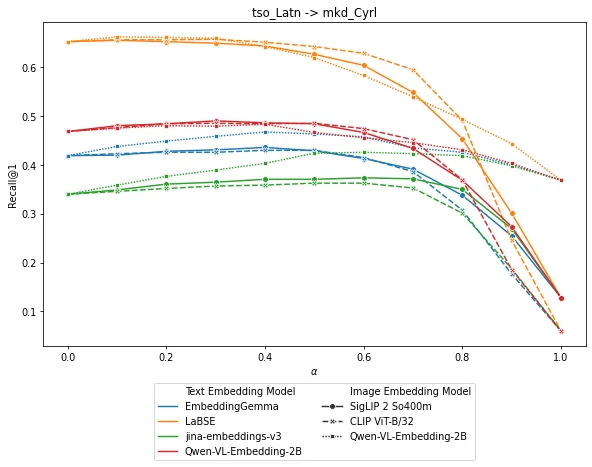 tso_Latn -> mkd_Cyrl
Recall@1
0.6
0.5
0.4
0.3
0.2
0.1
0.0 0.2 0.4 0.6 0.8 1.0
α
Text Embedding Model
EmbeddingGemma
LaBSE
jina-embeddings-v3
Qwen-VL-Embedding-2B
Image Embedding Model
SigLIP 2 So400m
CLIP ViT-B/32
Qwen-VL-Embedding-2B